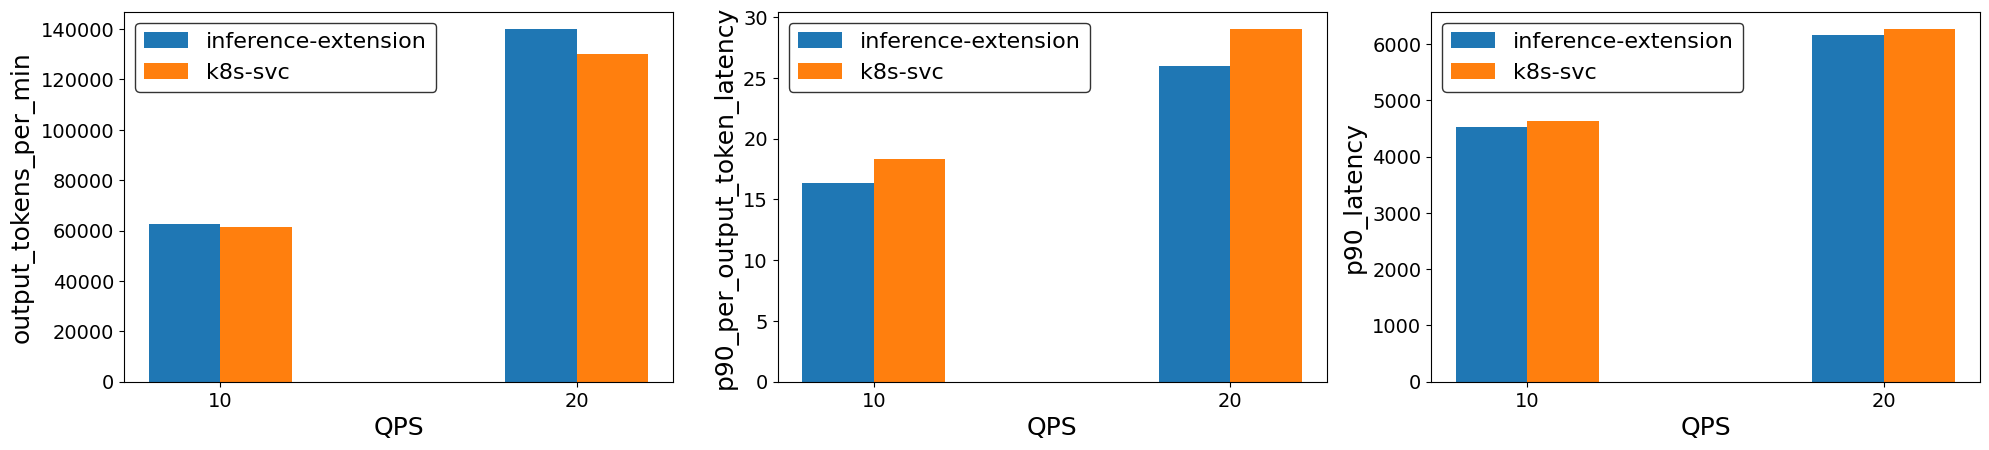 output_tokens_per_min
140000
120000
100000
80000
60000
40000
20000
0
inference-extension
k8s-svc
10
20
QPS
p90_per_output_token_latency
30
25
20
15
10
5
0
inference-extension
k8s-svc
10
20
QPS
p90_latency
6000
5000
4000
3000
2000
1000
0
inference-extension
k8s-svc
10
20
QPS